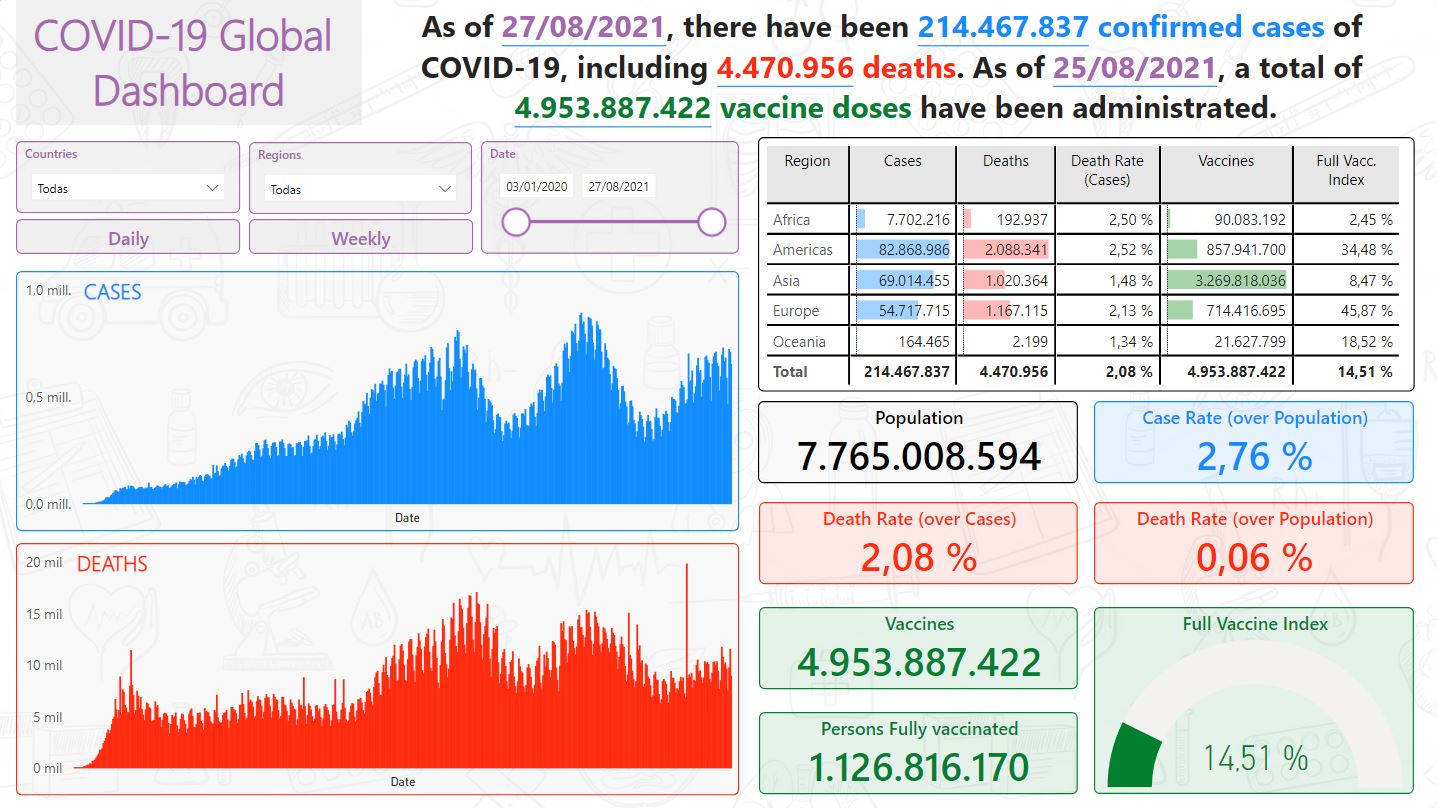 COVID-19 Global
Dashboard
As of 27/08/2021, there have been 214.467.837 confirmed cases of
COVID-19, including 4.470.956 deaths. As of 25/08/2021, a total of
4.953.887.422 vaccine doses have been administrated.
Countries
Todas
Regions
Todas
Date
03/01/2020 27/08/2021
Daily
Weekly
CASES
1,0 mill.
0,5 mill.
0,0 mill.
Date
DEATHS
20 mil
15 mil
10 mil
5 mil
0 mil
Date
Region Cases Deaths Death Rate (Cases) Vaccines Full Vacc. Index
Africa 7.702.216 192.937 2,50 % 90.083.192 2,45 %
Americas 82.868.986 2.088.341 2,52 % 857.941.700 34,48 %
Asia 69.014.455 1.020.364 1,48 % 3.269.818.036 8,47 %
Europe 54.717.715 1.167.115 2,13 % 714.416.695 45,87 %
Oceania 164.465 2.199 1,34 % 21.627.799 18,52 %
Total 214.467.837 4.470.956 2,08 % 4.953.887.422 14,51 %
Population
7.765.008.594
Case Rate (over Population)
2,76 %
Death Rate (over Cases)
2,08 %
Death Rate (over Population)
0,06 %
Vaccines
4.953.887.422
Persons Fully vaccinated
1.126.816.170
Full Vaccine Index
14,51 %